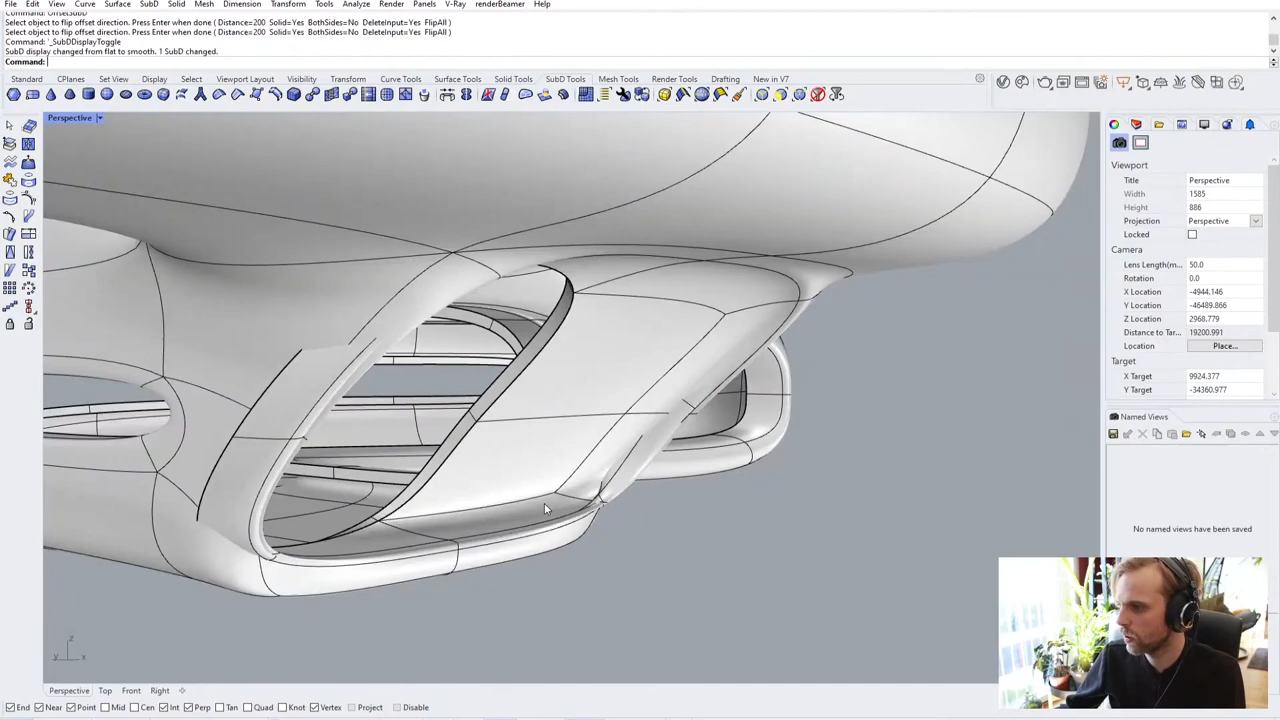 File Edit View Curve Surface SubD Solid Mesh Dimension Transform Tools Analyze Render Panels V-Ray renderBeamer Help
Select object to flip offset direction. Press Enter when done ( Distance=200 Solid=Yes BothSides=No DeleteInput=Yes FlipAll )
Select object to flip offset direction. Press Enter when done ( Distance=200 Solid=Yes BothSides=No DeleteInput=Yes FlipAll )
Command: '_SubDDisplayToggle
SubD display changed from flat to smooth. 1 SubD changed.
Command:
Standard CPlanes Set View Display Select Viewport Layout Visibility Transform Curve Tools Surface Tools Solid Tools SubD Tools Mesh Tools Render Tools Drafting New in V7
Perspective
Viewport
Title Perspective
Width 1585
Height 886
Projection Perspective
Locked
Camera
Lens Length(m... 50.0
Rotation 0.0
X Location -4944.146
Y Location -46489.866
Z Location 2968.779
Distance to Tar... 19200.991
Location Place...
Target
X Target 9924.377
Y Target -34360.977
Named Views
No named views have been saved
z
y x
Perspective Top Front Right
End Near Point Mid Cen Int Perp Tan Quad Knot Vertex Project Disable